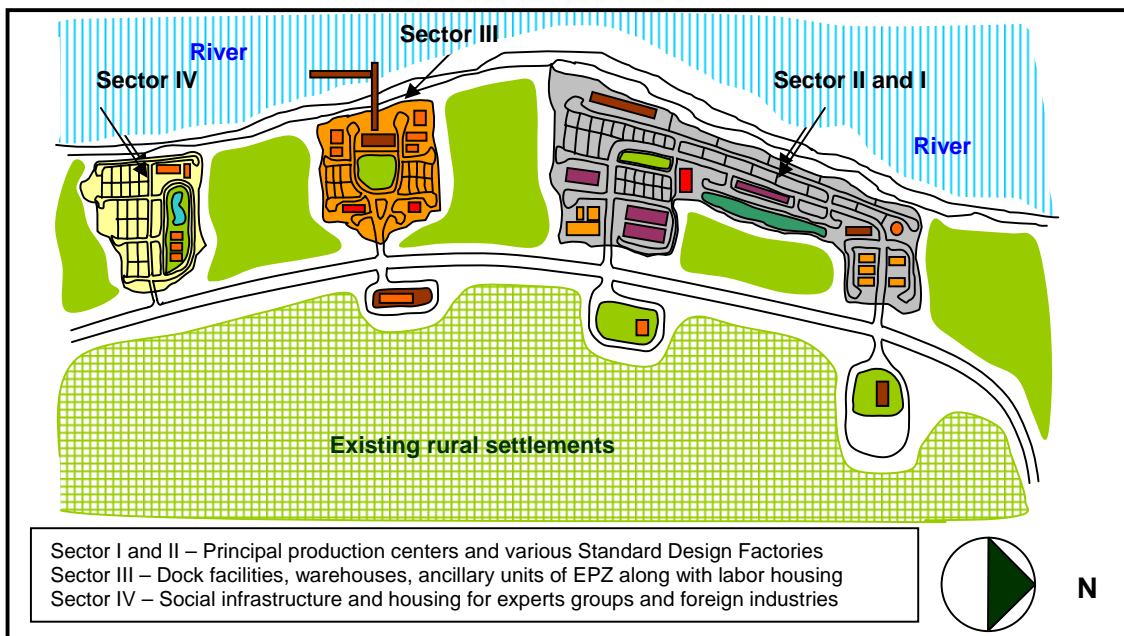 Sector III
River
Sector IV
Sector II and I
River
Existing rural settlements
Sector I and II – Principal production centers and various Standard Design Factories
Sector III – Dock facilities, warehouses, ancillary units of EPZ along with labor housing
Sector IV – Social infrastructure and housing for experts groups and foreign industries
N